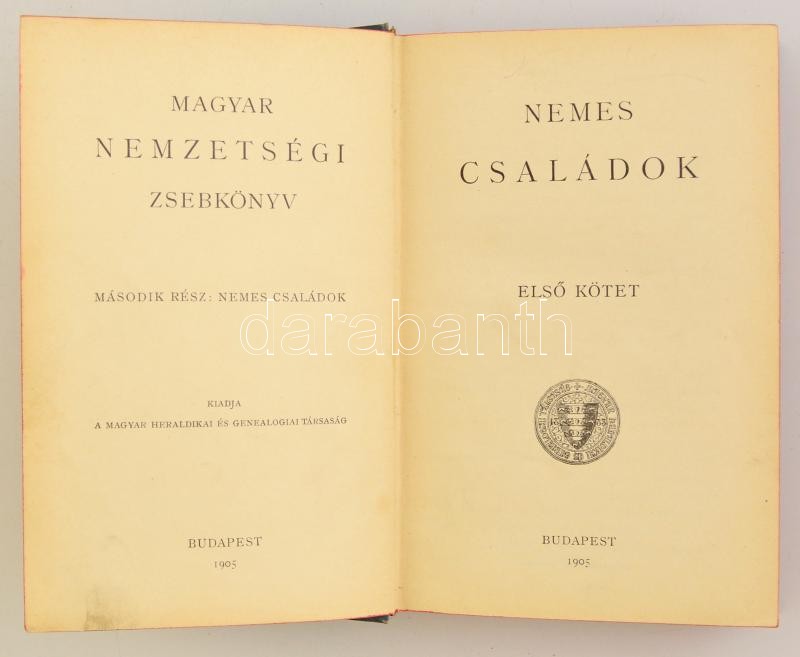 MAGYAR
NEMZETSÉGI
ZSEBKÖNYV
MÁSODIK RÉSZ: NEMES CSALÁDOK
KIADJA
A MAGYAR HERALDIKAI ÉS GENEALOGIAI TÁRSASÁG
BUDAPEST
1905
NEMES
CSALÁDOK
ELSŐ KÖTET
BUDAPEST
1905
darabanth